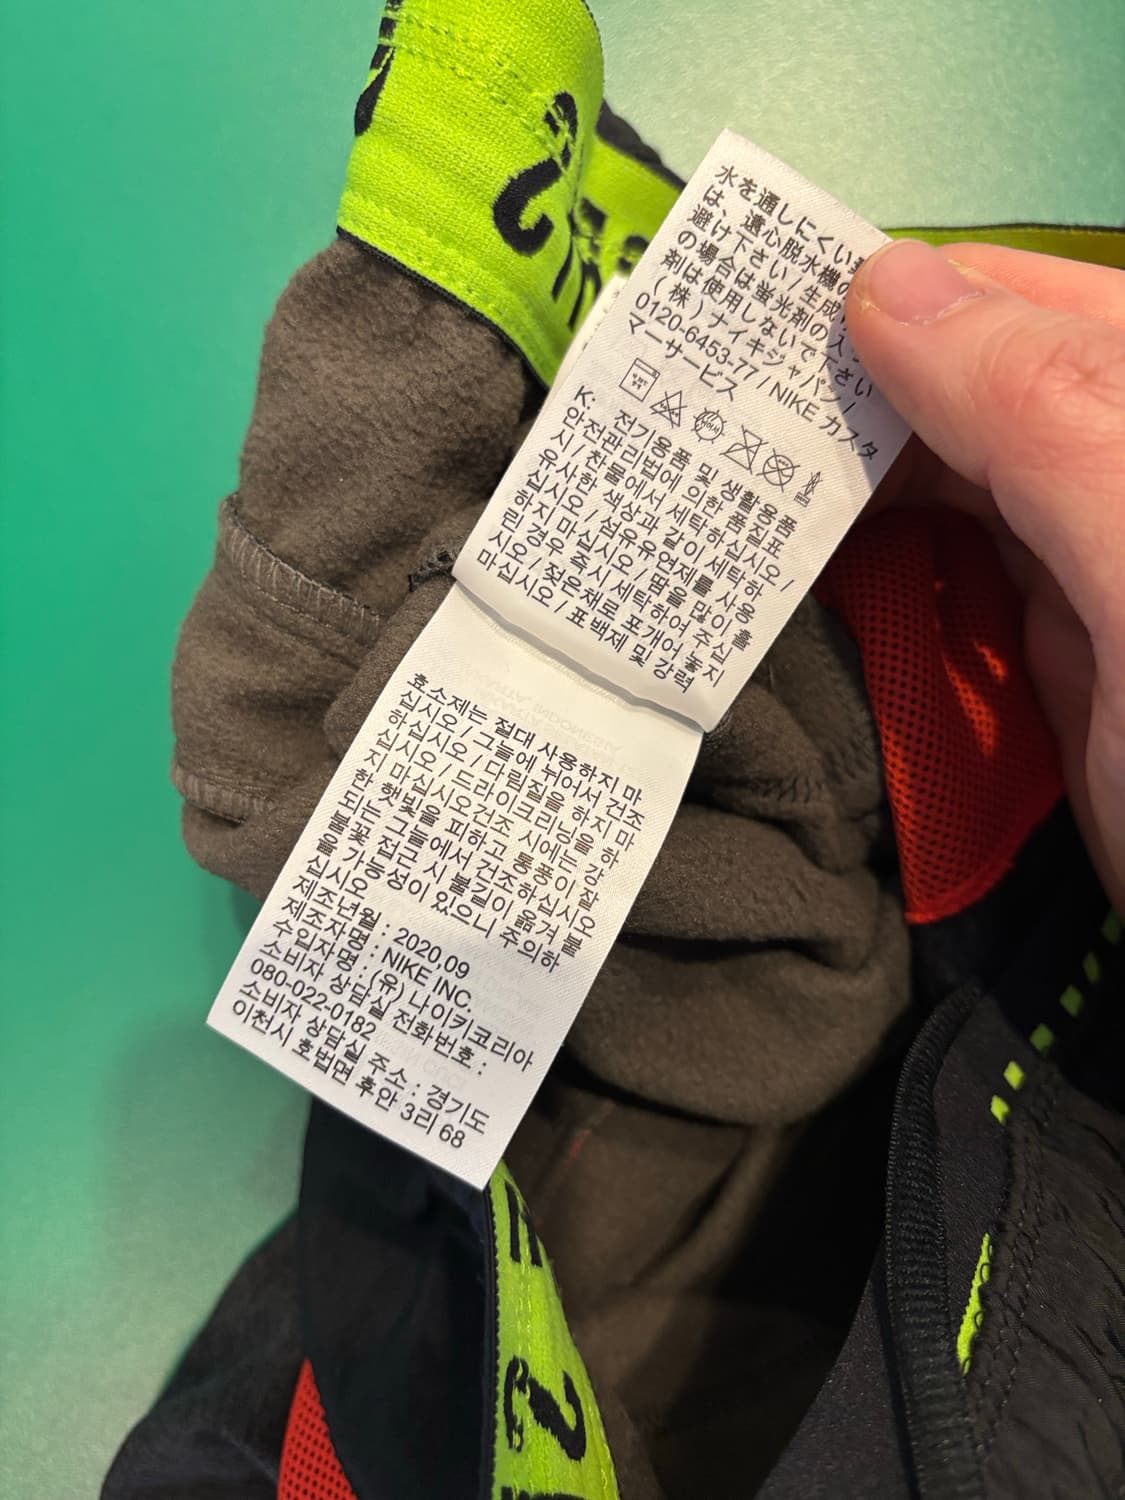 水を通しにくい
は、遠心脱水機の
避け下さい / 生成
の場合は蛍光剤の入
剤は使用しないで下さい
(株) ナイキジャパン /
0120-6453-77 / NIKE カスタ
マーサービス
K: 전기용품 및 생활용품
안전관리법에 의한 품질표
시 / 찬물에서 세탁하십시오 /
유사한 색상과 같이 세탁하
십시오 / 섬유유연제를 사용
하지 마십시오 / 땀을 많이 흘
린 경우 즉시 세탁하여 주십
시오 / 젖은채로 포개어 놓지
마십시오 / 표백제 및 강력
효소제는 절대 사용하지 마
십시오 / 그늘에 뉘어서 건조
하십시오 / 다림질을 하지 마
십시오 / 드라이크리닝을 하
지 마십시오건조 시에는 강
한 햇빛을 피하고 통풍이 잘
되는 그늘에서 건조하십시오
불꽃 접근 시 불길이 옮겨 붙
을 가능성이 있으니 주의하
십시오
제조년월 : 2020,09
제조자명 : NIKE INC.
수입자명 : (유) 나이키코리아
소비자 상담실 전화번호 :
080-022-0182
소비자 상담실 주소 : 경기도
이천시 호법면 후안 3리 68